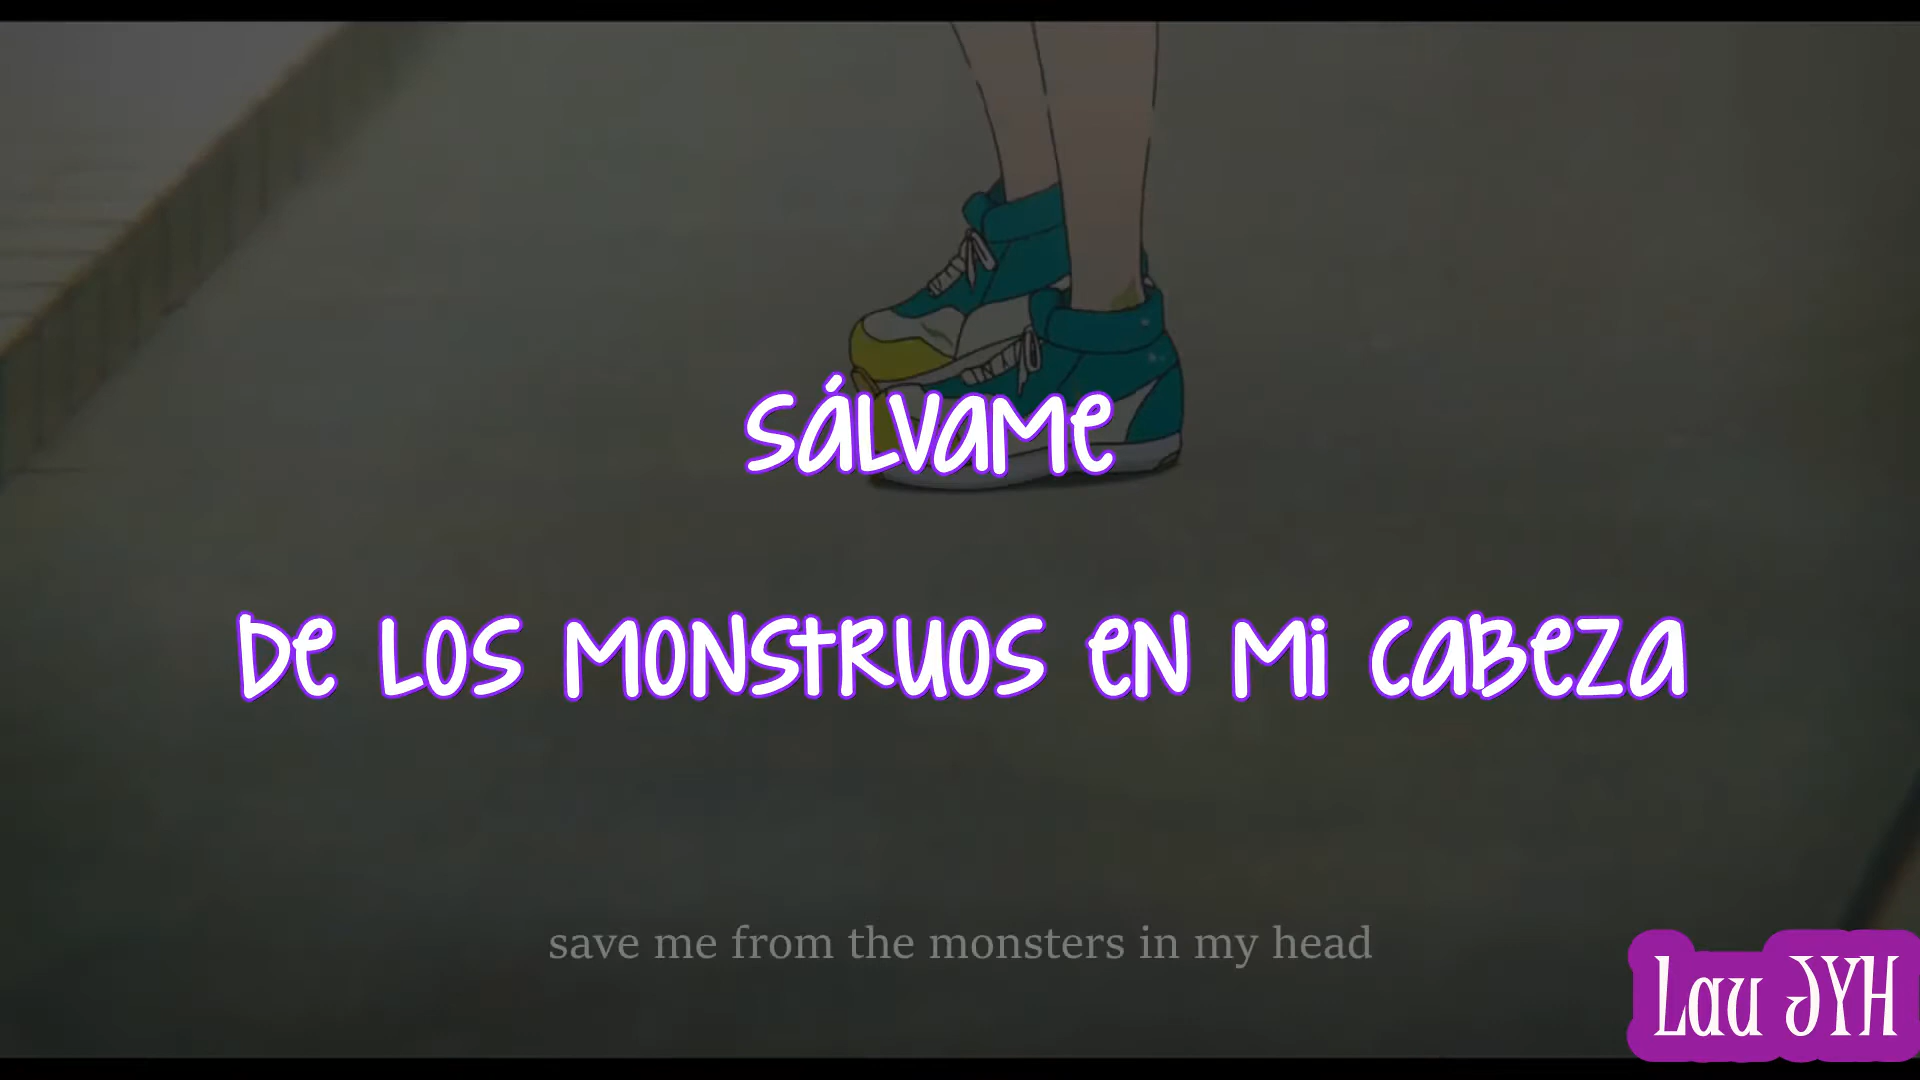 SÁLVAME
DE LOS MONSTRUOS EN MI CABEZA
save me from the monsters in my head
Lau JYH